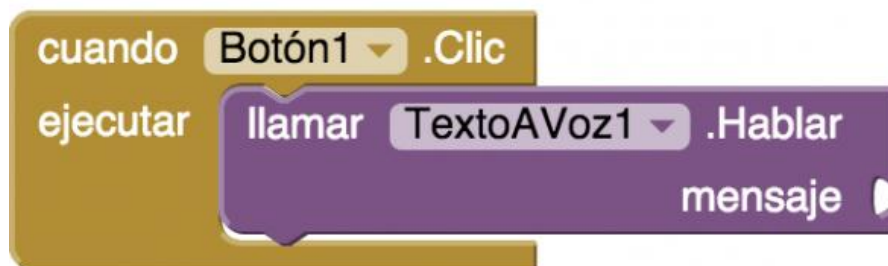 cuando Botón1 .Clic
ejecutar llamar TextoAVoz1 .Hablar
mensaje